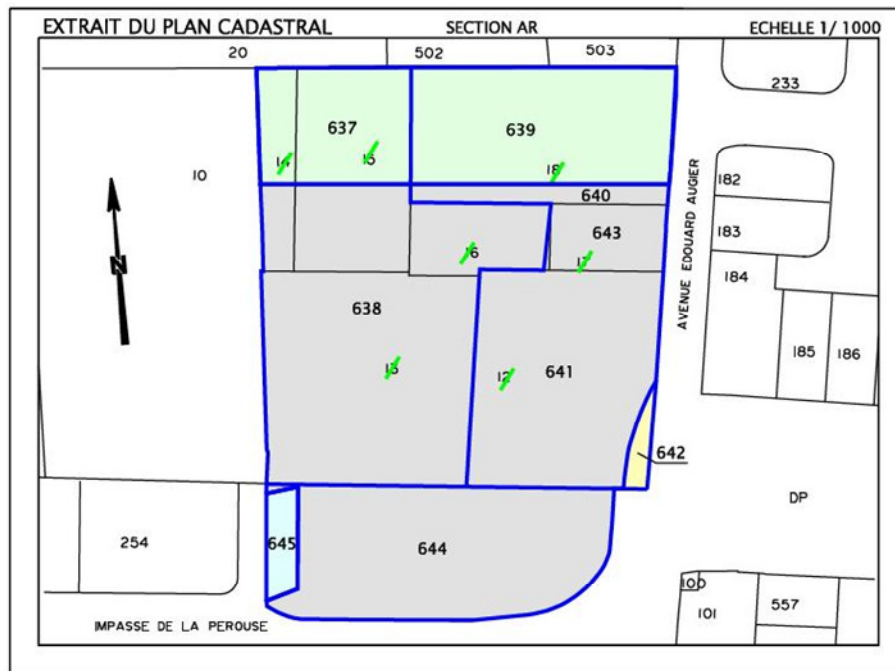 EXTRAIT DU PLAN CADASTRAL SECTION AR ECHELLE 1/ 1000
20 502 503
233
637 639
14 15 18
10
182
640
183
643
16 17
N
184
AVENUE EDOUARD AUGIER
638
185 186
13 12 641
642
DP
254 645 644
100
101 557
IMPASSE DE LA PEROUSE